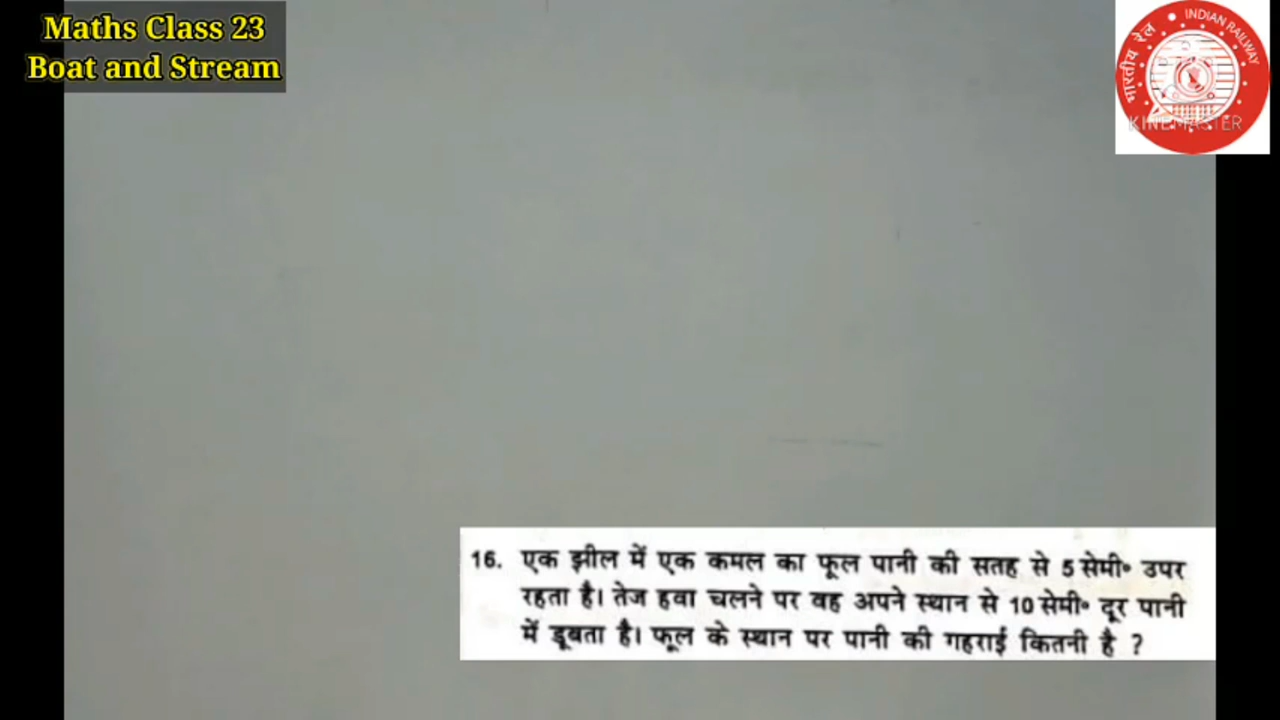 Maths Class 23
Boat and Stream
भारतीय रेल
INDIAN RAILWAY
KINEMASTER
16. एक झील में एक कमल का फूल पानी की सतह से 5 सेमी॰ उपर
रहता है। तेज हवा चलने पर वह अपने स्थान से 10 सेमी॰ दूर पानी
में डूबता है। फूल के स्थान पर पानी की गहराई कितनी है ?